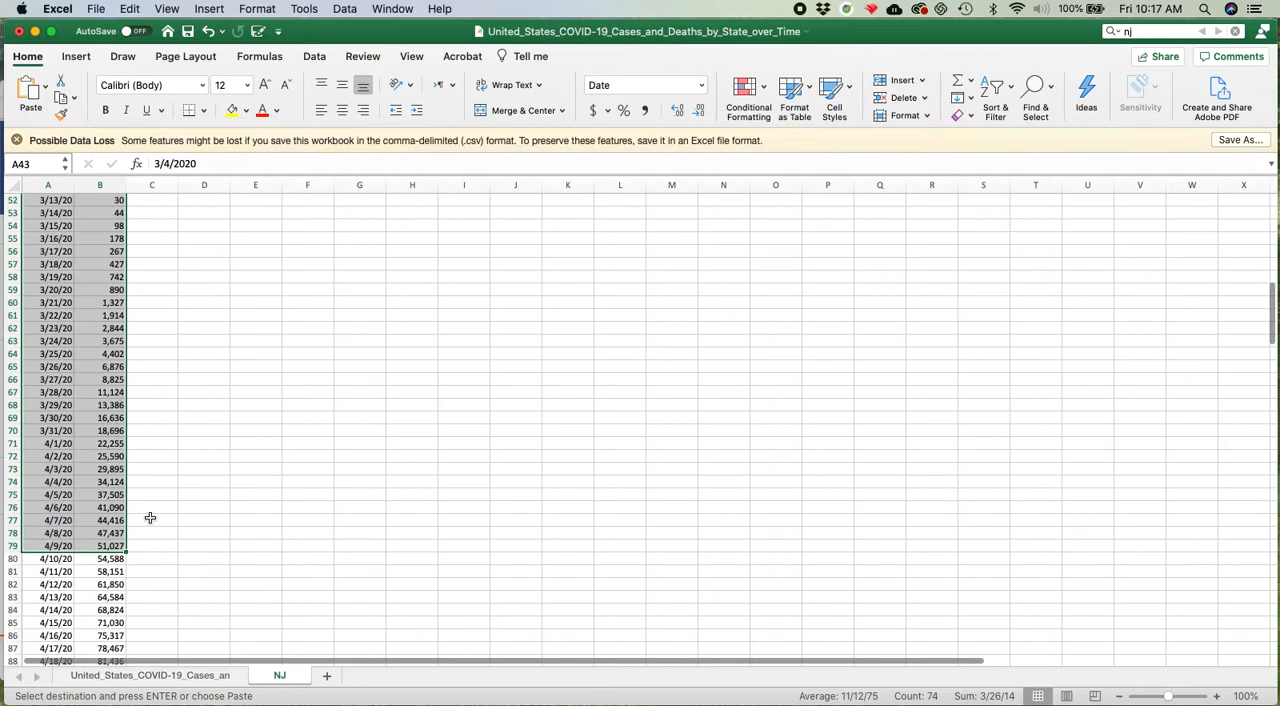 Excel File Edit View Insert Format Tools Data Window Help 100% Fri 10:17 AM
AutoSave OFF United_States_COVID-19_Cases_and_Deaths_by_State_over_Time nj
Home Insert Draw Page Layout Formulas Data Review View Acrobat Tell me Share Comments
Paste Calibri (Body) 12 Wrap Text Date Insert
B I U Merge & Center $ % Conditional Formatting Format as Table Cell Styles Delete Format Sort & Filter Find & Select Ideas Sensitivity Create and Share Adobe PDF
Possible Data Loss Some features might be lost if you save this workbook in the comma-delimited (.csv) format. To preserve these features, save it in an Excel file format. Save As...
A43 fx 3/4/2020
A B C D E F G H I J K L M N O P Q R S T U V W X
52 3/13/20 30
53 3/14/20 44
54 3/15/20 98
55 3/16/20 178
56 3/17/20 267
57 3/18/20 427
58 3/19/20 742
59 3/20/20 890
60 3/21/20 1,327
61 3/22/20 1,914
62 3/23/20 2,844
63 3/24/20 3,675
64 3/25/20 4,402
65 3/26/20 6,876
66 3/27/20 8,825
67 3/28/20 11,124
68 3/29/20 13,386
69 3/30/20 16,636
70 3/31/20 18,696
71 4/1/20 22,255
72 4/2/20 25,590
73 4/3/20 29,895
74 4/4/20 34,124
75 4/5/20 37,505
76 4/6/20 41,090
77 4/7/20 44,416
78 4/8/20 47,437
79 4/9/20 51,027
80 4/10/20 54,588
81 4/11/20 58,151
82 4/12/20 61,850
83 4/13/20 64,584
84 4/14/20 68,824
85 4/15/20 71,030
86 4/16/20 75,317
87 4/17/20 78,467
88 4/18/20 81,436
United_States_COVID-19_Cases_an NJ
Select destination and press ENTER or choose Paste Average: 11/12/75 Count: 74 Sum: 3/26/14 100%